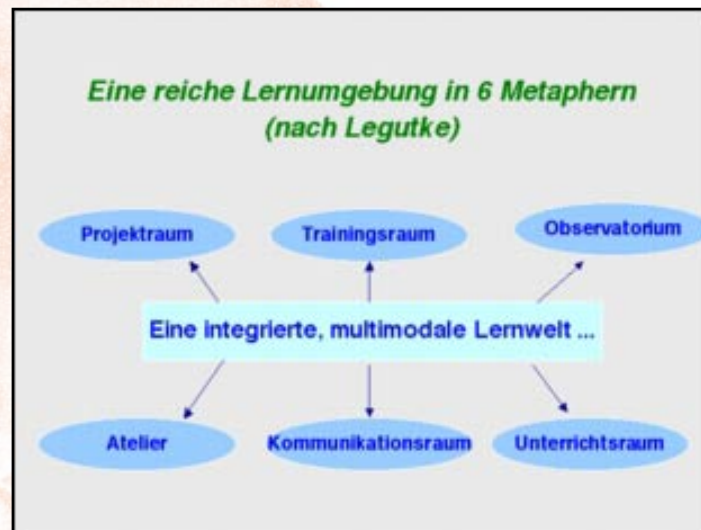 Eine reiche Lernumgebung in 6 Metaphern
(nach Legutke)
Projektraum
Trainingsraum
Observatorium
Eine integrierte, multimodale Lernwelt ...
Atelier
Kommunikationsraum
Unterrichtsraum